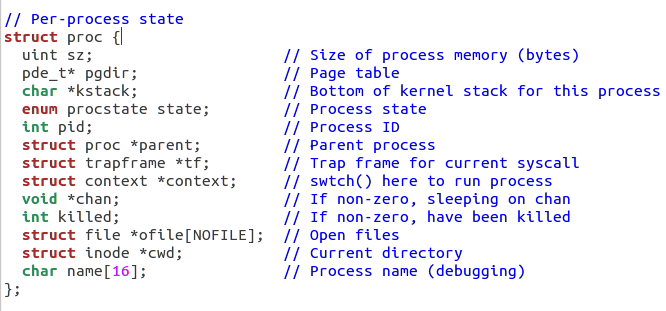 // Per-process state
struct proc {
  uint sz;                     // Size of process memory (bytes)
  pde_t* pgdir;                // Page table
  char *kstack;                // Bottom of kernel stack for this process
  enum procstate state;        // Process state
  int pid;                     // Process ID
  struct proc *parent;         // Parent process
  struct trapframe *tf;        // Trap frame for current syscall
  struct context *context;     // swtch() here to run process
  void *chan;                  // If non-zero, sleeping on chan
  int killed;                  // If non-zero, have been killed
  struct file *ofile[NOFILE];  // Open files
  struct inode *cwd;           // Current directory
  char name[16];               // Process name (debugging)
};